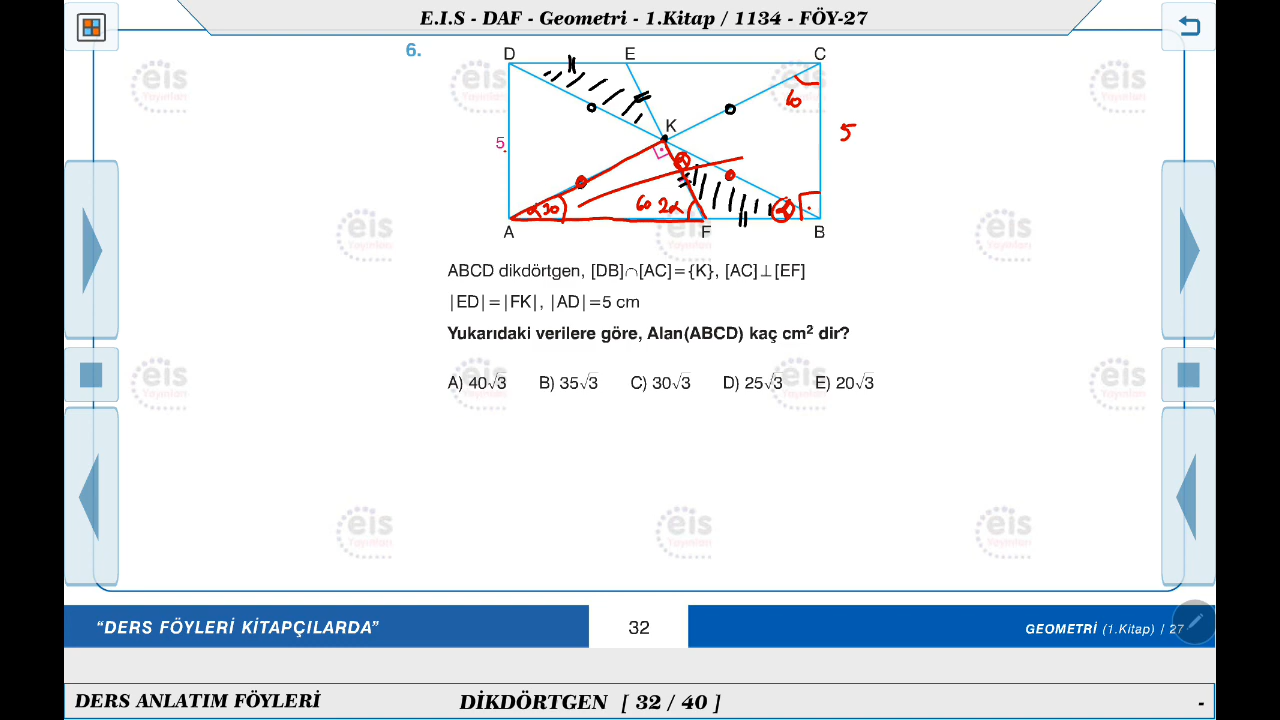 E.I.S - DAF - Geometri - 1.Kitap / 1134 - FÖY-27
6.
D E C
60
K
5
5
α 30 60 2α α α
A F B
ABCD dikdörtgen, [DB]∩[AC]={K}, [AC]⊥[EF]
|ED|=|FK|, |AD|=5 cm
Yukarıdaki verilere göre, Alan(ABCD) kaç cm² dir?
A) 40√3 B) 35√3 C) 30√3 D) 25√3 E) 20√3
eis Yayınları
"DERS FÖYLERİ KİTAPÇILARDA" 32 GEOMETRİ (1.Kitap) / 27
DERS ANLATIM FÖYLERİ DİKDÖRTGEN [ 32 / 40 ] -